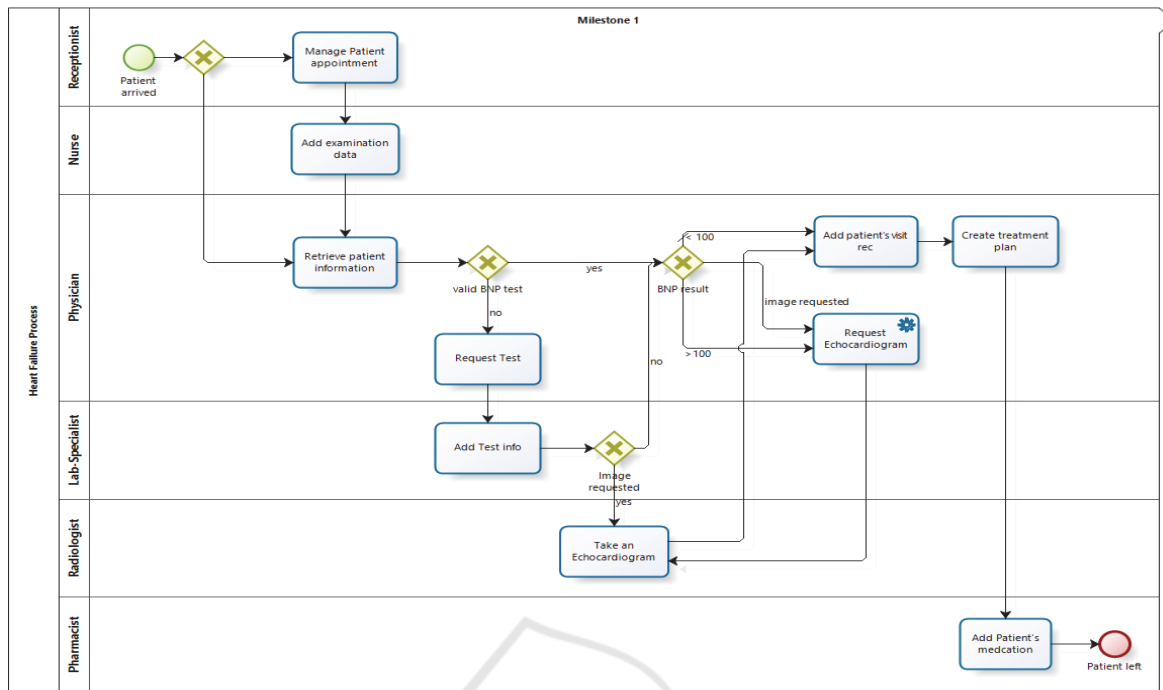 Milestone 1
Heart Failure Process
Receptionist
Patient
arrived
Manage Patient
appointment
Nurse
Add examination
data
Physician
Retrieve patient
information
valid BNP test
yes
no
Request Test
BNP result
< 100
image requested
> 100
no
Add patient's visit
rec
Create treatment
plan
Request
Echocardiogram
Lab-Specialist
Add Test info
Image
requested
yes
Radiologist
Take an
Echocardiogram
Pharmacist
Add Patient's
medcation
Patient left